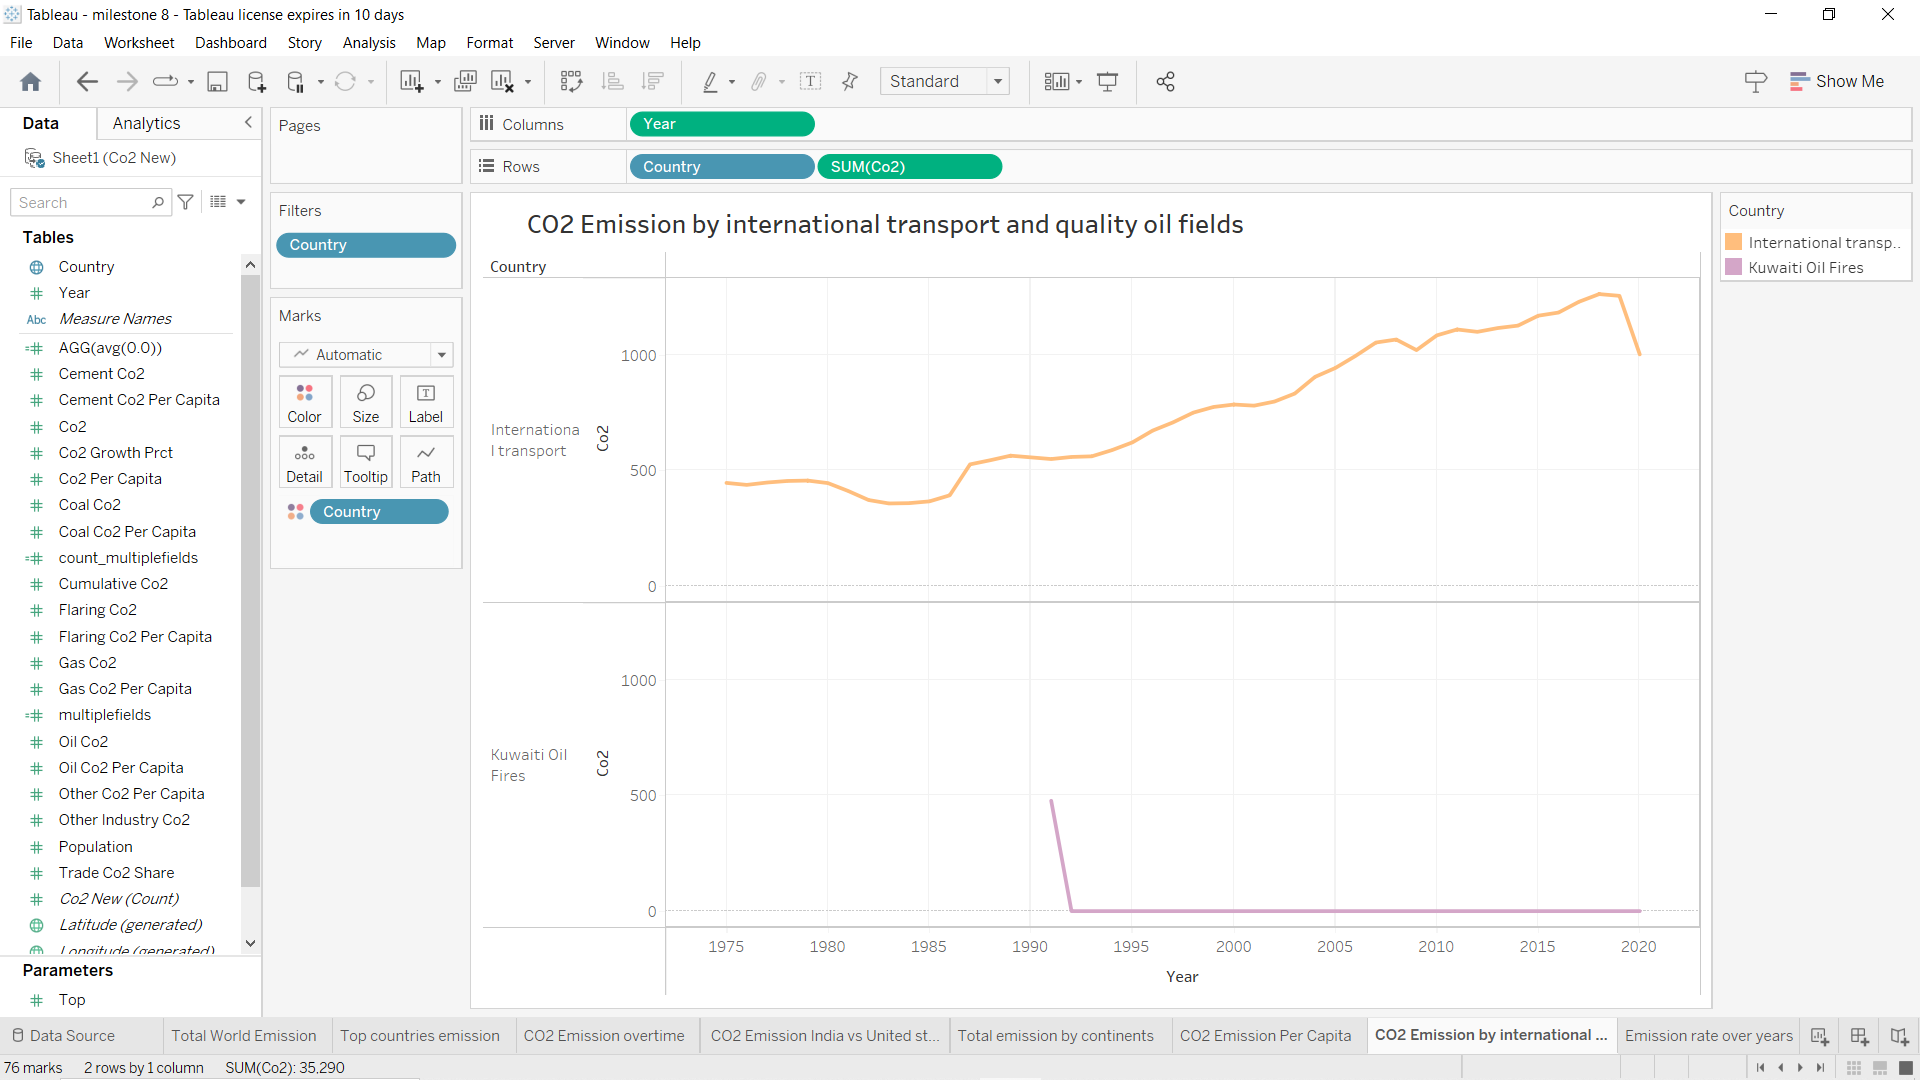 Tableau - milestone 8 - Tableau license expires in 10 days
File Data Worksheet Dashboard Story Analysis Map Format Server Window Help
Standard
Show Me
Data Analytics
Sheet1 (Co2 New)
Search
Tables
Country
Year
Abc Measure Names
AGG(avg(0.0))
Cement Co2
Cement Co2 Per Capita
Co2
Co2 Growth Prct
Co2 Per Capita
Coal Co2
Coal Co2 Per Capita
count_multiplefields
Cumulative Co2
Flaring Co2
Flaring Co2 Per Capita
Gas Co2
Gas Co2 Per Capita
multiplefields
Oil Co2
Oil Co2 Per Capita
Other Co2 Per Capita
Other Industry Co2
Population
Trade Co2 Share
Co2 New (Count)
Latitude (generated)
Longitude (generated)
Parameters
Top
Pages
Filters
Country
Marks
Automatic
Color Size Label
Detail Tooltip Path
Country
Columns Year
Rows Country SUM(Co2)
CO2 Emission by international transport and quality oil fields
Country
Internationa
l transport
Co2
1000
500
0
Kuwaiti Oil
Fires
Co2
1000
500
0
1975 1980 1985 1990 1995 2000 2005 2010 2015 2020
Year
Country
International transp..
Kuwaiti Oil Fires
Data Source Total World Emission Top countries emission CO2 Emission overtime CO2 Emission India vs United st... Total emission by continents CO2 Emission Per Capita CO2 Emission by international ... Emission rate over years
76 marks 2 rows by 1 column SUM(Co2): 35,290